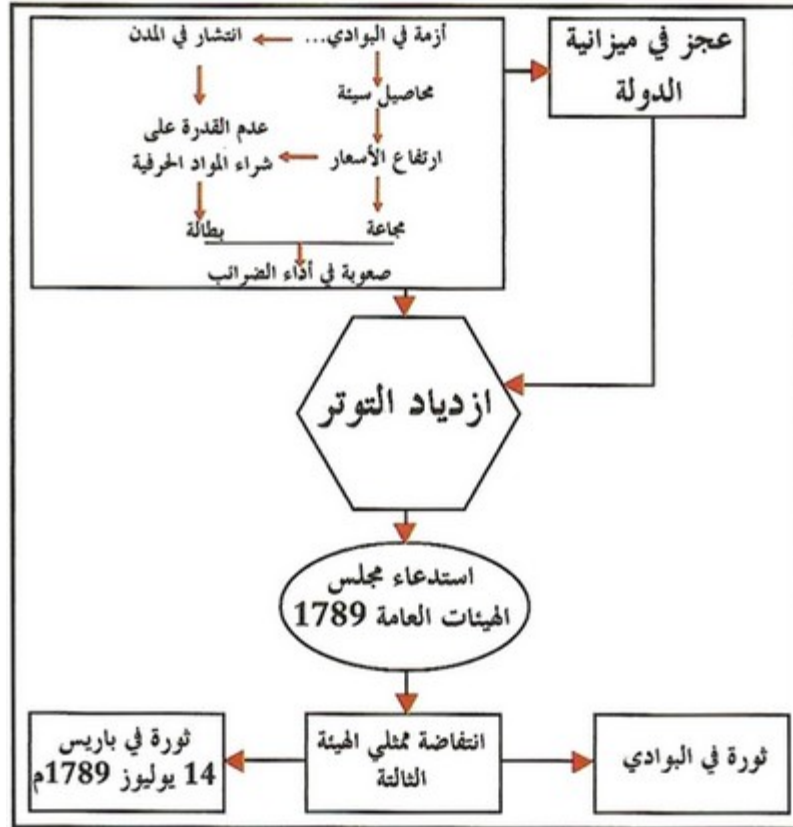 أزمة في البوادي...
انتشار في المدن
محاصيل سيئة
عدم القدرة على
شراء المواد الحرفية
ارتفاع الأسعار
مجاعة
بطالة
صعوبة في أداء الضرائب
عجز في ميزانية
الدولة
ازدياد التوتر
استدعاء مجلس
الهيئات العامة 1789
انتفاضة ممثلي الهيئة
الثالتة
ثورة في البوادي
ثورة في باريس
14 يوليوز 1789م